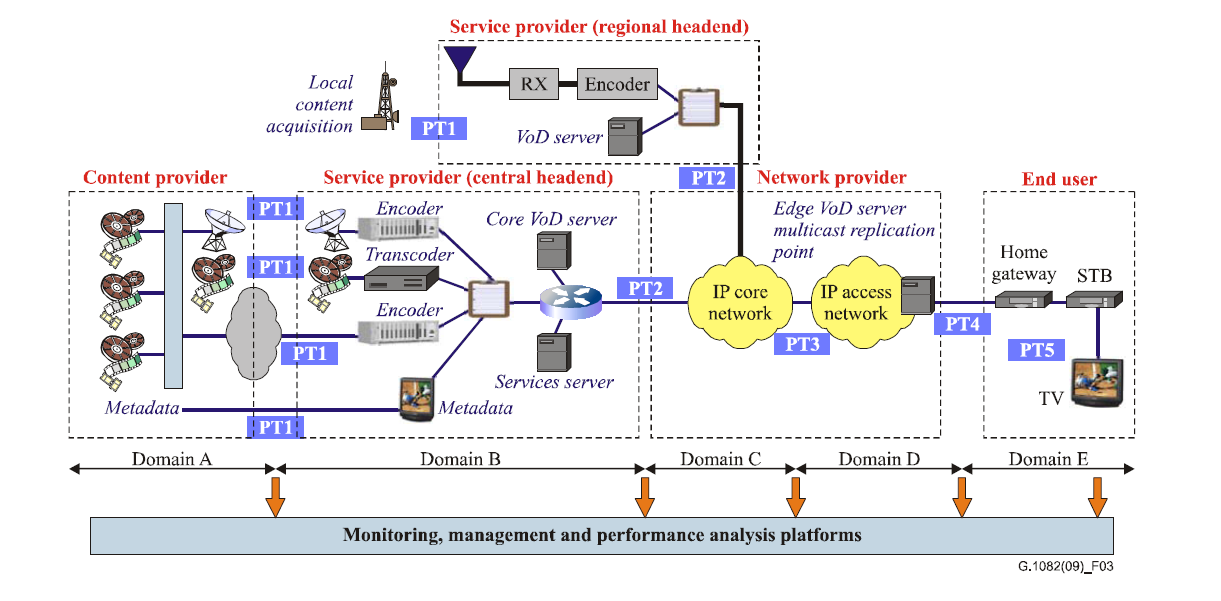 Service provider (regional headend)
Local
content
acquisition
RX
Encoder
PT1
VoD server
PT2
Content provider
Service provider (central headend)
Network provider
End user
PT1
Encoder
Core VoD server
Edge VoD server
multicast replication
point
PT1
Transcoder
Home
gateway
STB
PT2
IP core
network
IP access
network
Encoder
PT1
PT3
PT4
PT5
Services server
TV
Metadata
Metadata
PT1
Domain A
Domain B
Domain C
Domain D
Domain E
Monitoring, management and performance analysis platforms
G.1082(09)_F03